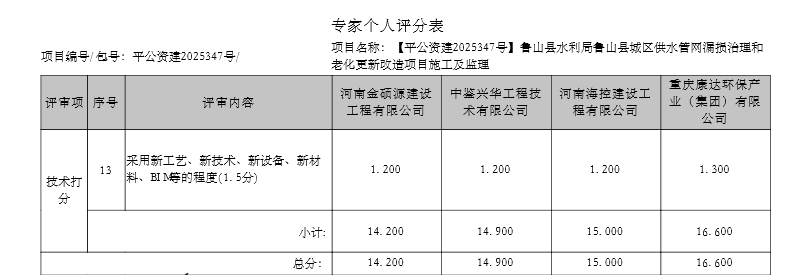 专家个人评分表
项目编号/包号: 平公资建2025347号/
项目名称: 【平公资建2025347号】鲁山县水利局鲁山县城区供水管网漏损治理和
老化更新改造项目施工及监理
评审项 序号 评审内容 河南金硕源建设工程有限公司 中鉴兴华工程技术有限公司 河南海控建设工程有限公司 重庆康达环保产业（集团）有限公司
技术打分 13 采用新工艺、新技术、新设备、新材料、BIM等的程度(1.5分) 1.200 1.200 1.200 1.300
小计: 14.200 14.900 15.000 16.600
总分: 14.200 14.900 15.000 16.600